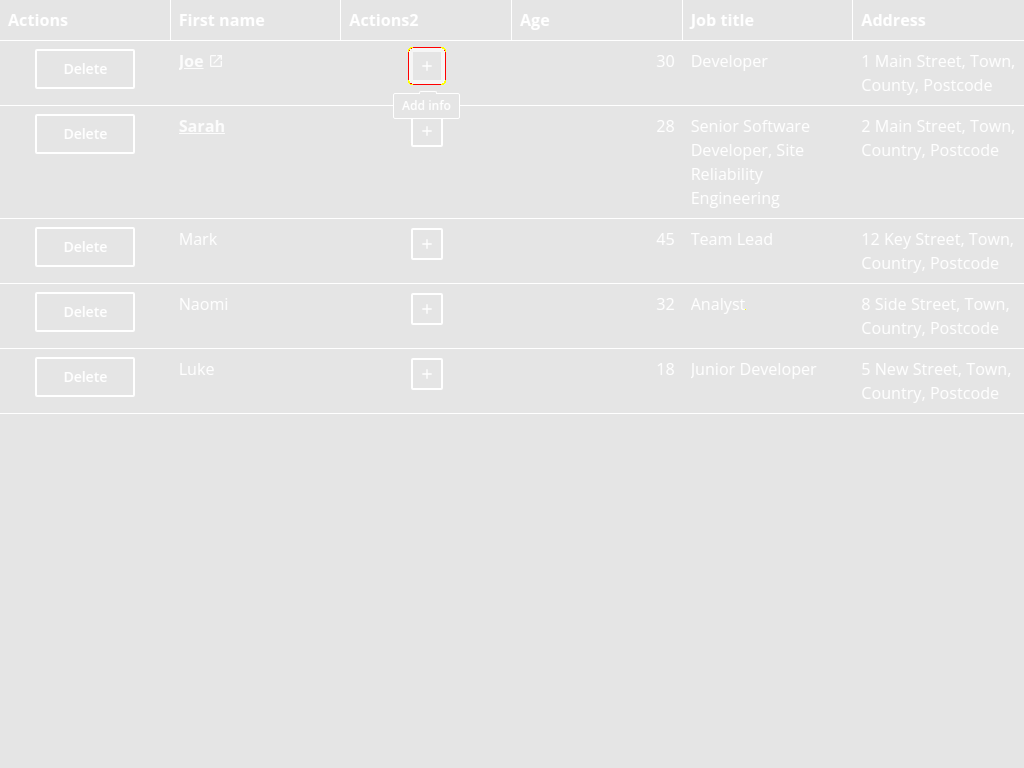 Actions First name Actions2 Age Job title Address
Delete Joe + 30 Developer 1 Main Street, Town,
County, Postcode
Add info
Delete Sarah + 28 Senior Software 2 Main Street, Town,
Developer, Site Country, Postcode
Reliability
Engineering
Delete Mark + 45 Team Lead 12 Key Street, Town,
Country, Postcode
Delete Naomi + 32 Analyst 8 Side Street, Town,
Country, Postcode
Delete Luke + 18 Junior Developer 5 New Street, Town,
Country, Postcode